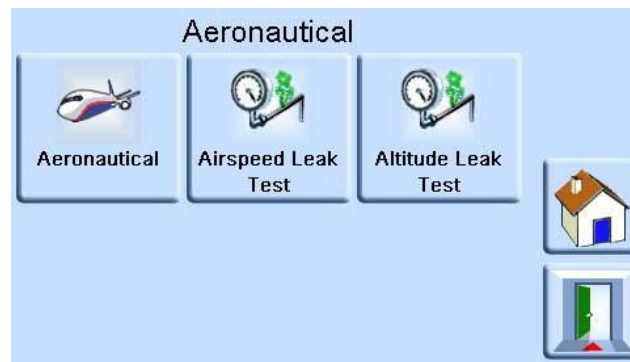 Aeronautical
Aeronautical
Airspeed Leak
Test
Altitude Leak
Test